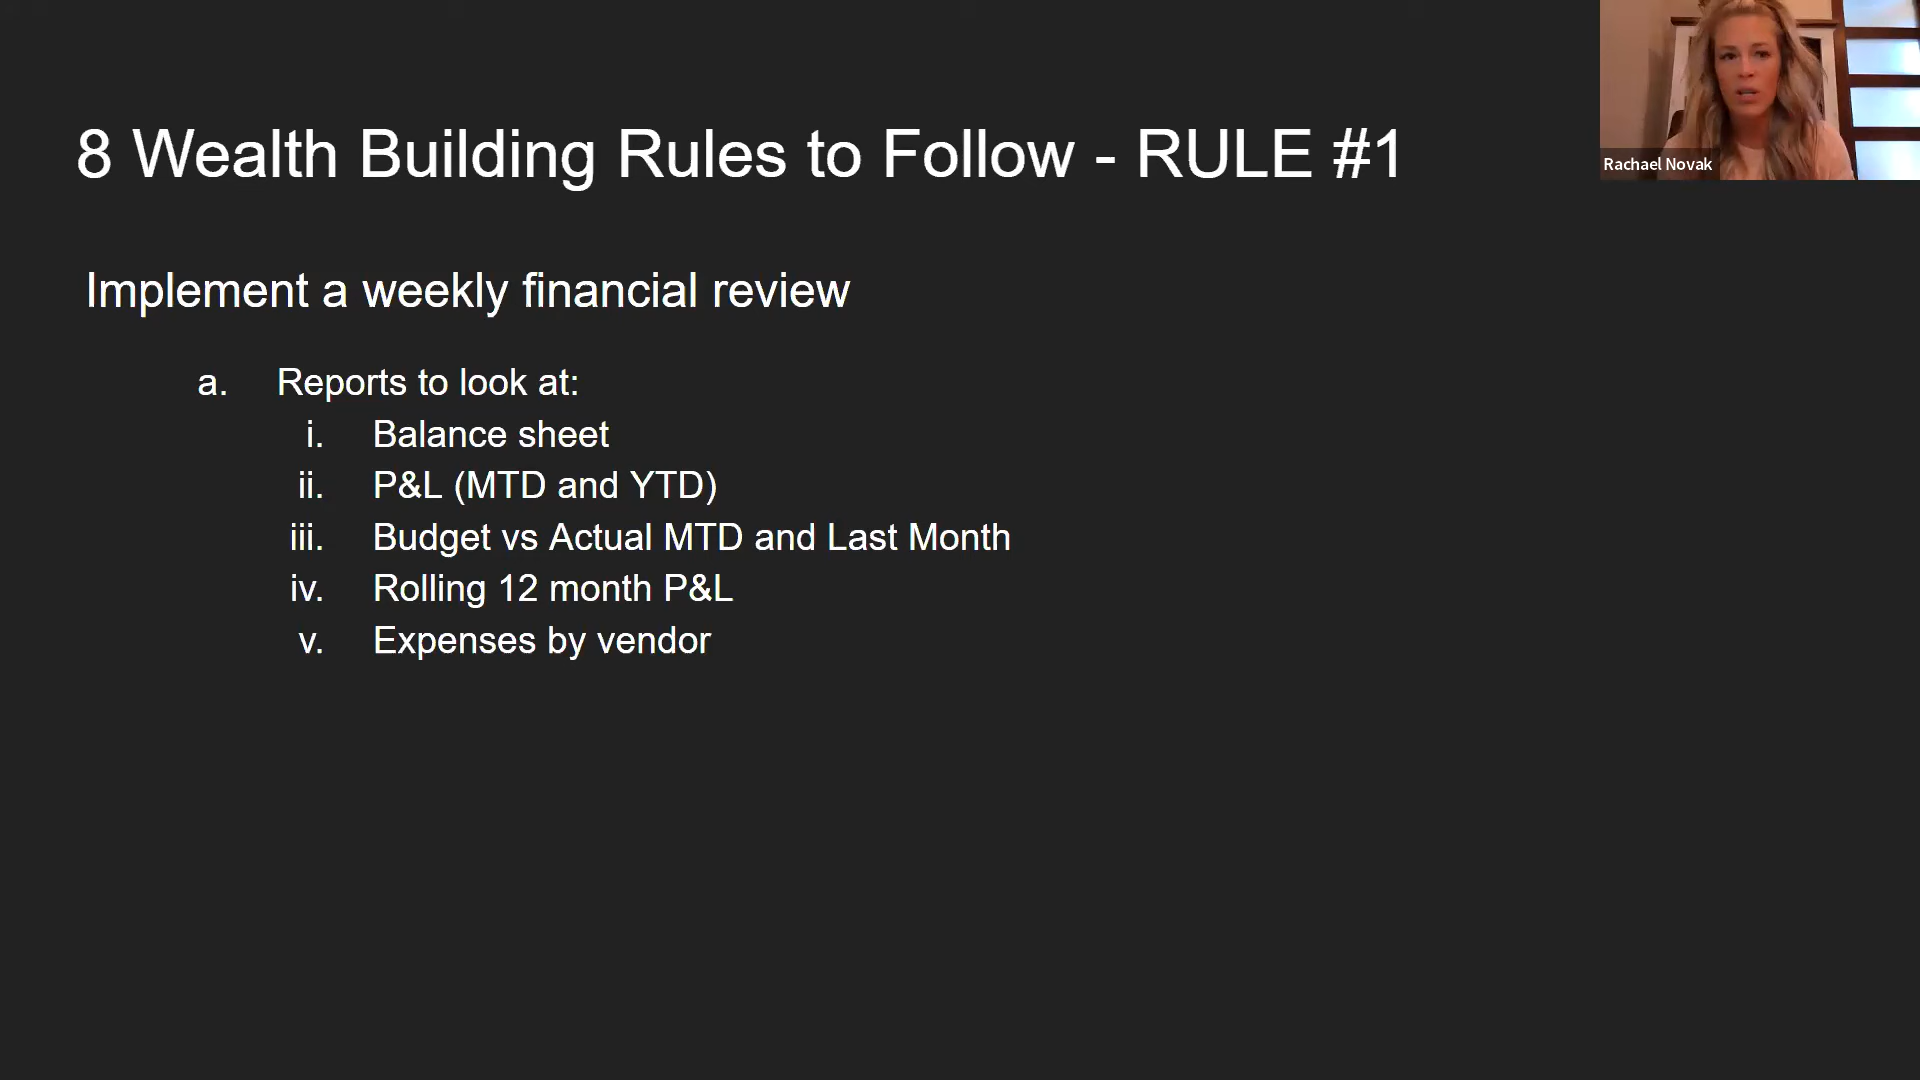 8 Wealth Building Rules to Follow - RULE #1
Rachael Novak
Implement a weekly financial review
a. Reports to look at:
i. Balance sheet
ii. P&L (MTD and YTD)
iii. Budget vs Actual MTD and Last Month
iv. Rolling 12 month P&L
v. Expenses by vendor